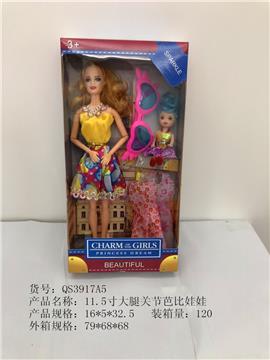 3+
SPARKLE
CHARM OF THE GIRLS
PRINCESS DREAM
BEAUTIFUL
货号: QS3917A5
产品名称: 11.5寸大腿关节芭比娃娃
产品规格: 16*5*32.5 装箱量: 120
外箱规格: 79*68*68